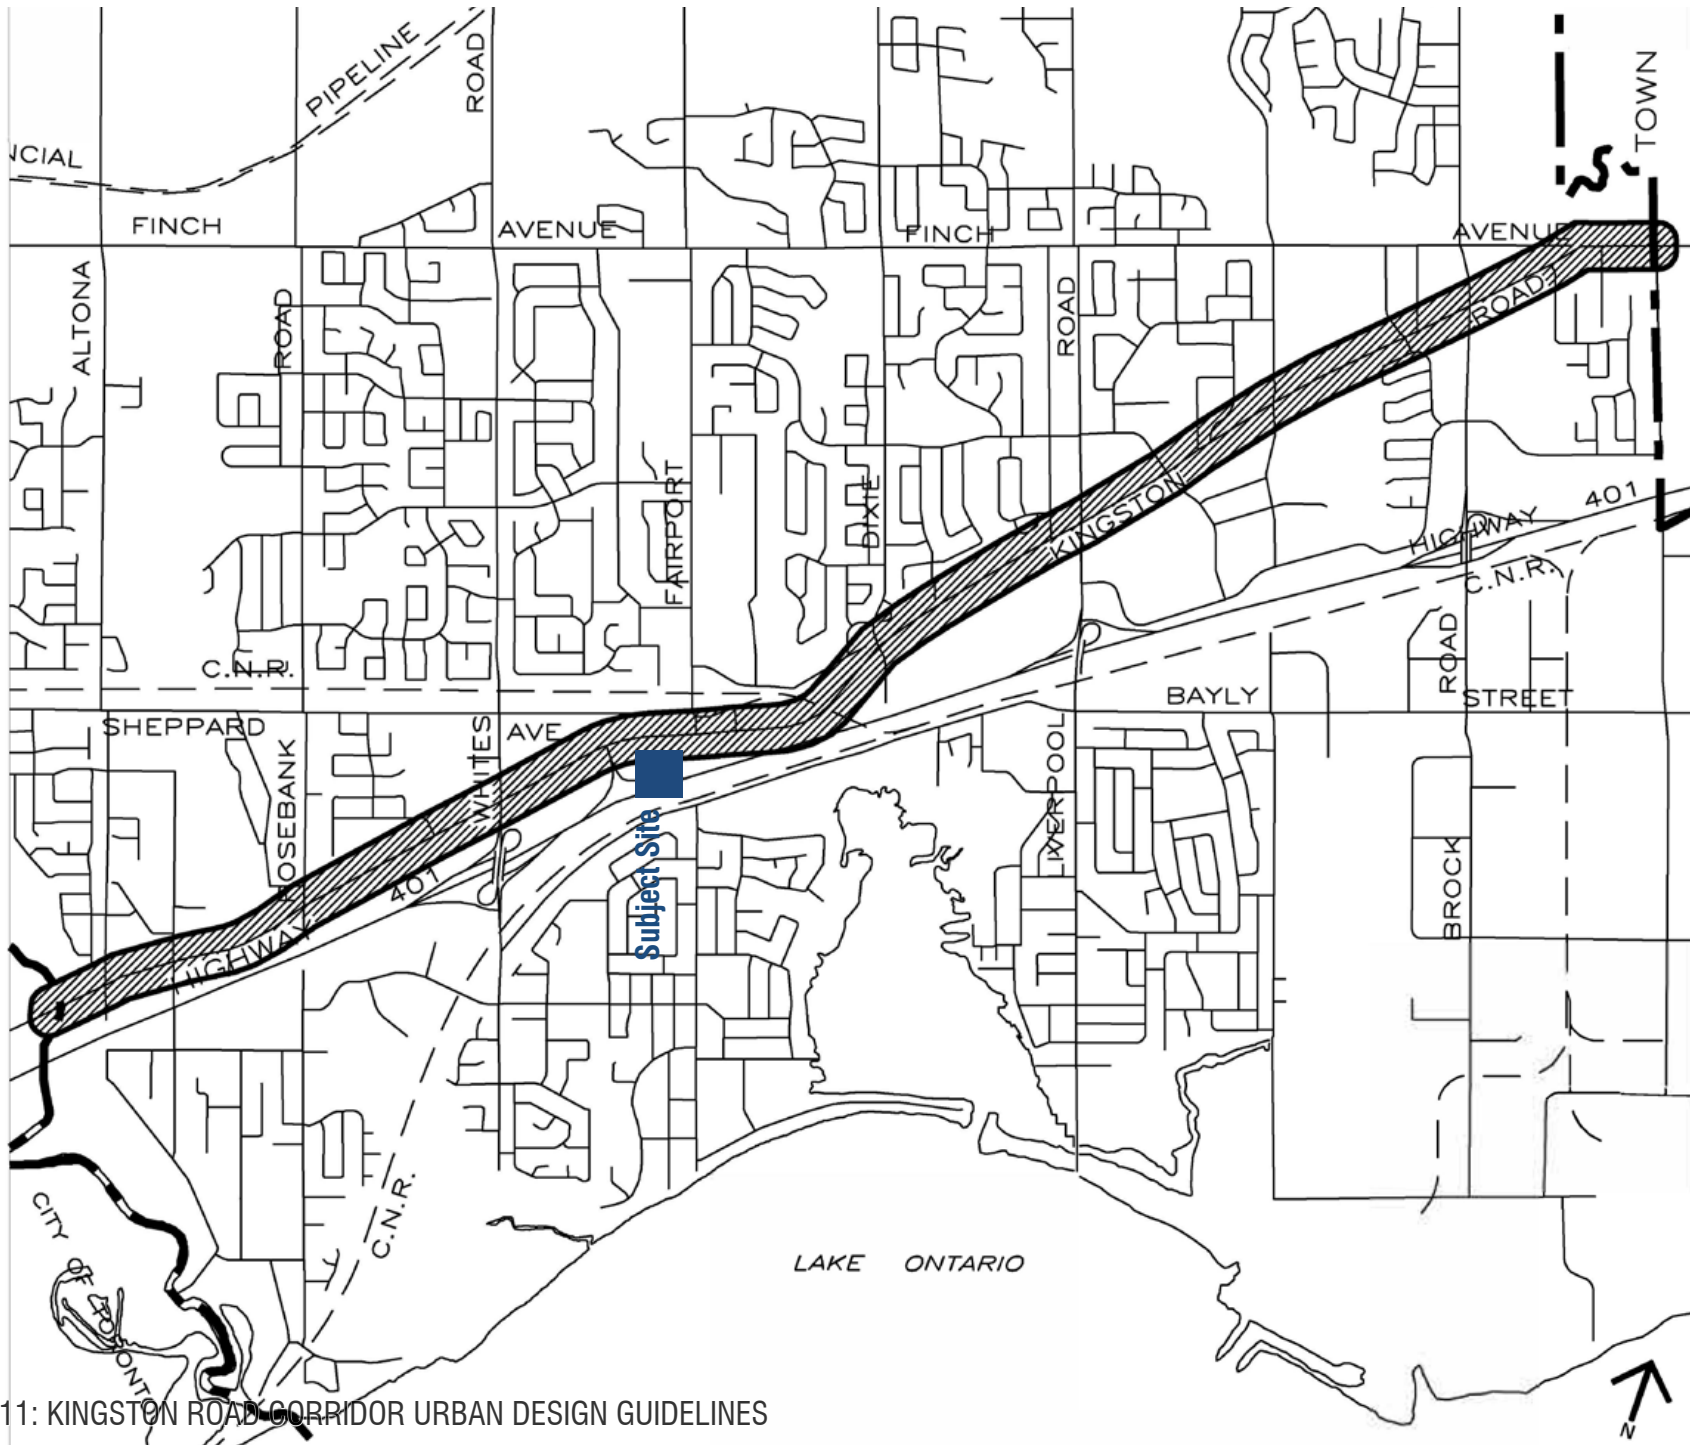 PIPELINE
ROAD
TOWN
NCIAL
FINCH
AVENUE
FINCH
AVENUE
ALTONA
ROAD
ROAD
ROAD
FAIRPORT
DIXIE
KINGSTON
HIGHWAY
401
C.N.R.
C.N.R.
ROAD
BAYLY
STREET
SHEPPARD
AVE
ROSEBANK
WHITES
LIVERPOOL
BROCK
Subject Site
HIGHWAY
401
C.N.R.
CITY
OF
LAKE ONTARIO
N
11: KINGSTON ROAD CORRIDOR URBAN DESIGN GUIDELINES